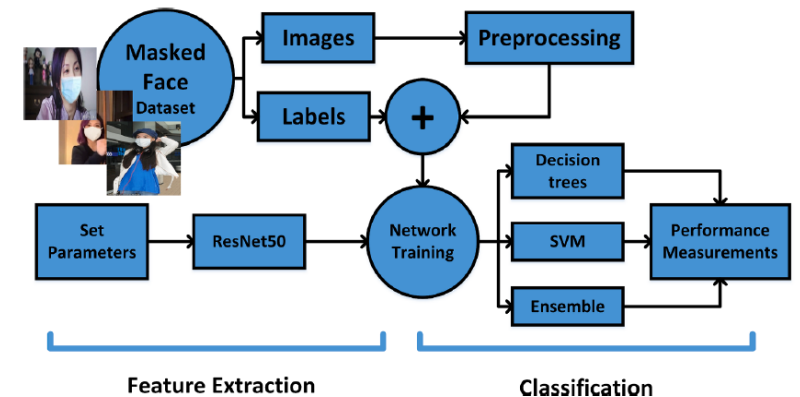 Masked
Face
Dataset
Images
Preprocessing
Labels
+
Set
Parameters
ResNet50
Network
Training
Decision
trees
SVM
Ensemble
Performance
Measurements
Feature Extraction
Classification